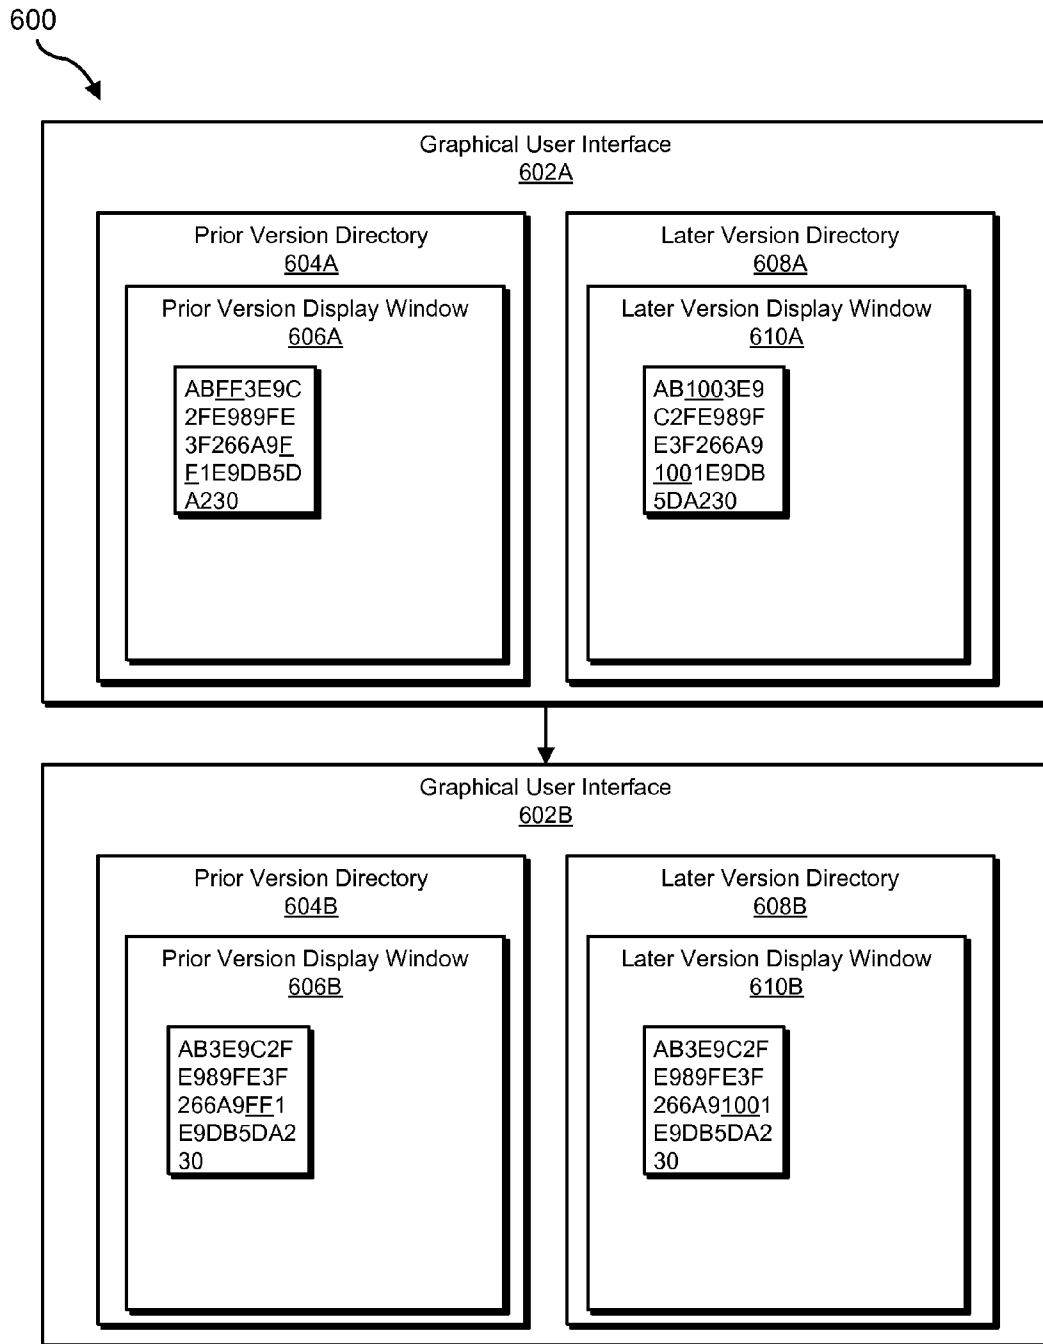 600
Graphical User Interface
602A
Prior Version Directory
604A
Prior Version Display Window
606A
ABFF3E9C
2FE989FE
3F266A9F
F1E9DB5D
A230
Later Version Directory
608A
Later Version Display Window
610A
AB1003E9
C2FE989F
E3F266A9
1001E9DB
5DA230
Graphical User Interface
602B
Prior Version Directory
604B
Prior Version Display Window
606B
AB3E9C2F
E989FE3F
266A9FF1
E9DB5DA2
30
Later Version Directory
608B
Later Version Display Window
610B
AB3E9C2F
E989FE3F
266A91001
E9DB5DA2
30